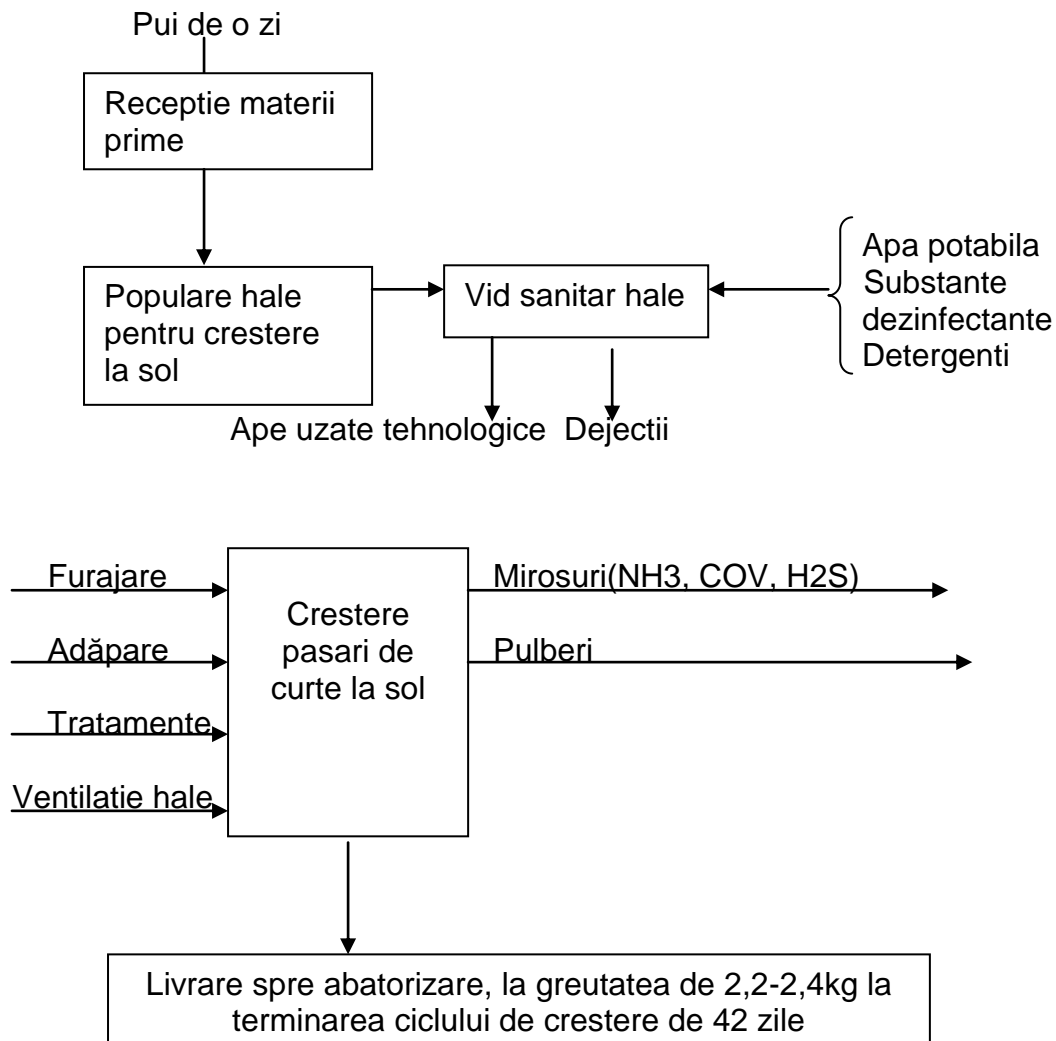 Pui de o zi
Receptie materii
prime
Populare hale
pentru crestere
la sol
Vid sanitar hale
Apa potabila
Substante
dezinfectante
Detergenti
Ape uzate tehnologice Dejectii
Furajare
Adăpare
Tratamente
Ventilatie hale
Crestere
pasari de
curte la sol
Mirosuri(NH3, COV, H2S)
Pulberi
Livrare spre abatorizare, la greutatea de 2,2-2,4kg la
terminarea ciclului de crestere de 42 zile